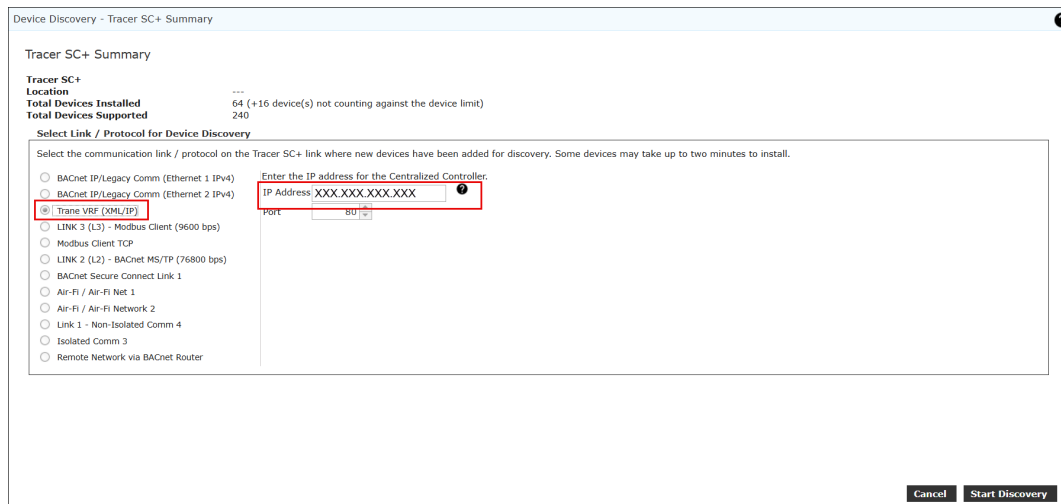 Device Discovery - Tracer SC+ Summary
Tracer SC+ Summary
Tracer SC+
Location ---
Total Devices Installed 64 (+16 device(s) not counting against the device limit)
Total Devices Supported 240
Select Link / Protocol for Device Discovery
Select the communication link / protocol on the Tracer SC+ link where new devices have been added for discovery. Some devices may take up to two minutes to install.
BACnet IP/Legacy Comm (Ethernet 1 IPv4)
BACnet IP/Legacy Comm (Ethernet 2 IPv4)
Trane VRF (XML/IP)
LINK 3 (L3) - Modbus Client (9600 bps)
Modbus Client TCP
LINK 2 (L2) - BACnet MS/TP (76800 bps)
BACnet Secure Connect Link 1
Air-Fi / Air-Fi Net 1
Air-Fi / Air-Fi Network 2
Link 1 - Non-Isolated Comm 4
Isolated Comm 3
Remote Network via BACnet Router
Enter the IP address for the Centralized Controller.
IP Address XXX.XXX.XXX.XXX ?
Port 80
Cancel Start Discovery